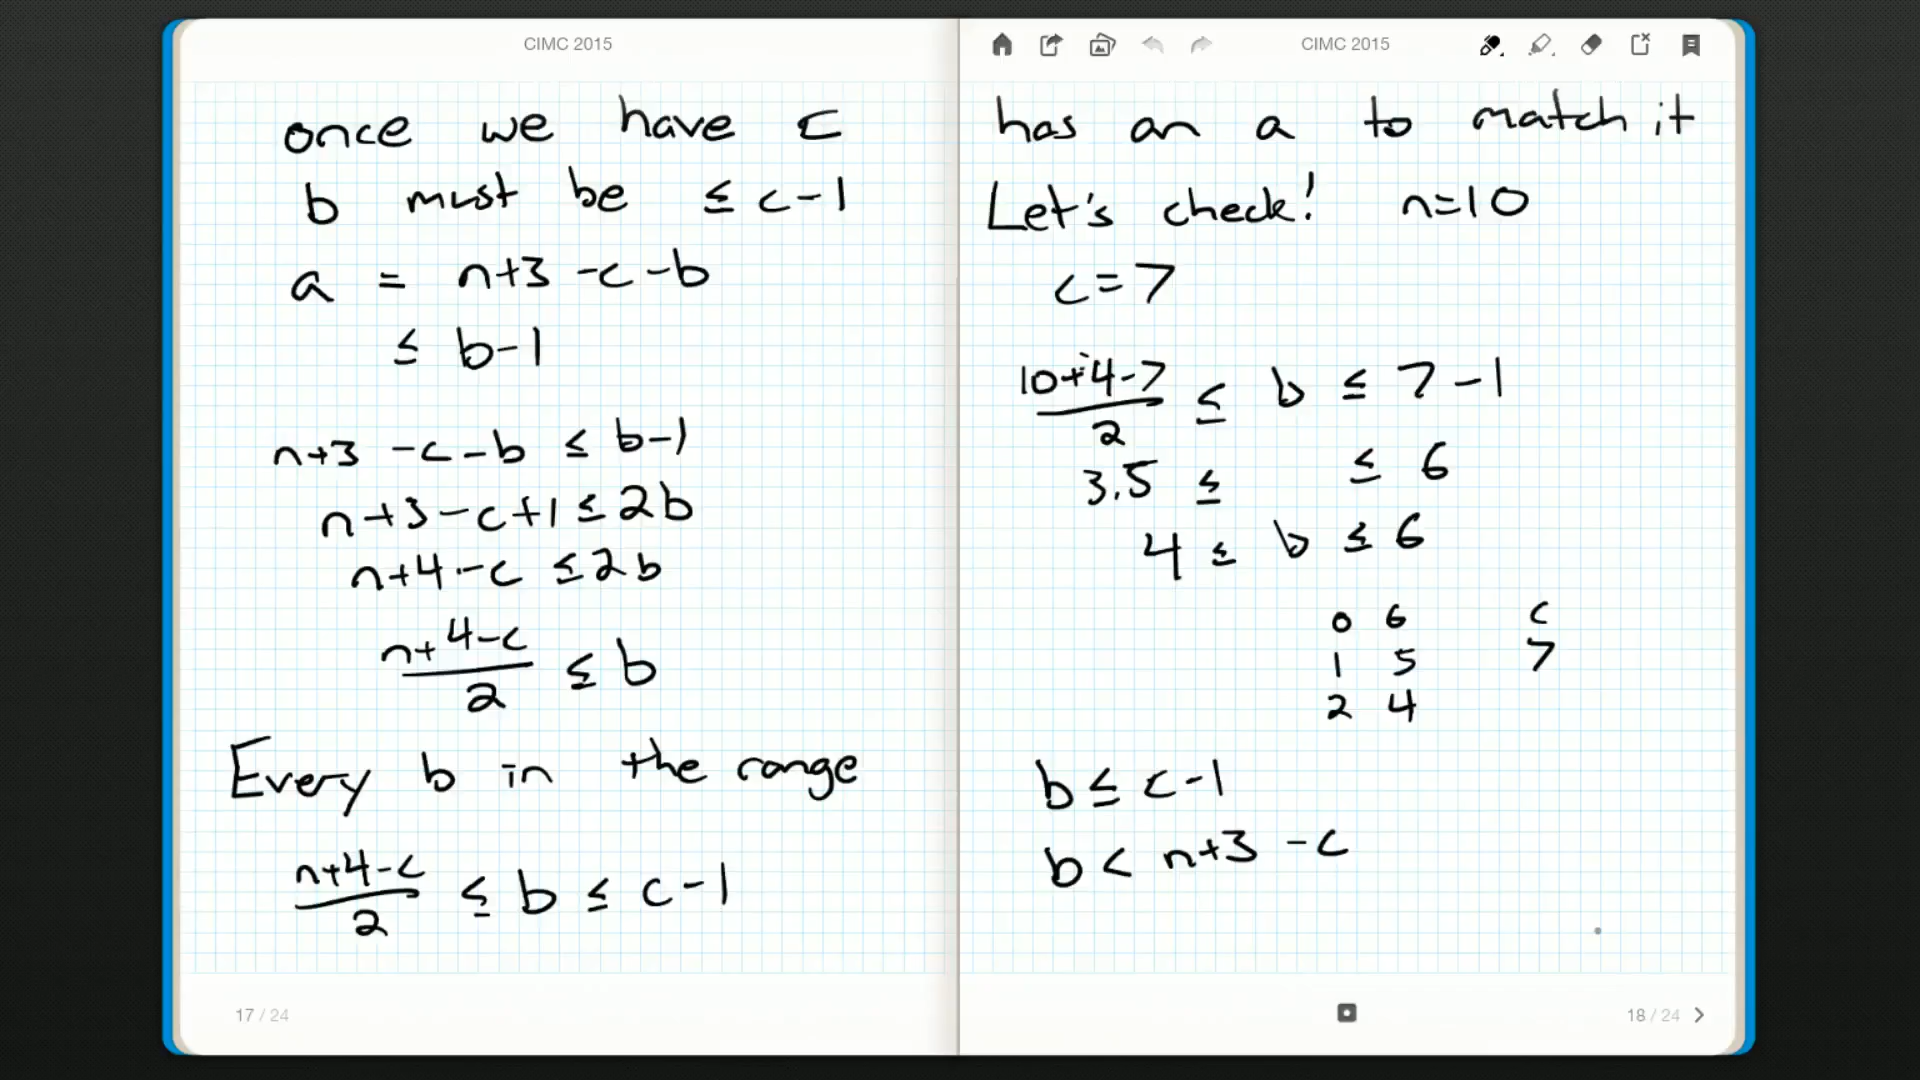 CIMC 2015
once we have c
b must be ≤ c-1
a = n+3 -c-b
≤ b-1
n+3 -c-b ≤ b-1
n+3-c+1 ≤ 2b
n+4-c ≤ 2b
n+4-c
2
≤ b
Every b in the range
n+4-c
2
≤ b ≤ c-1
17 / 24
CIMC 2015
has an a to match it
Let's check! n=10
c=7
10+4-7
2
≤ b ≤ 7-1
3.5 ≤ ≤ 6
4 ≤ b ≤ 6
0 6 c
1 5 7
2 4
b ≤ c-1
b < n+3 -c
18 / 24